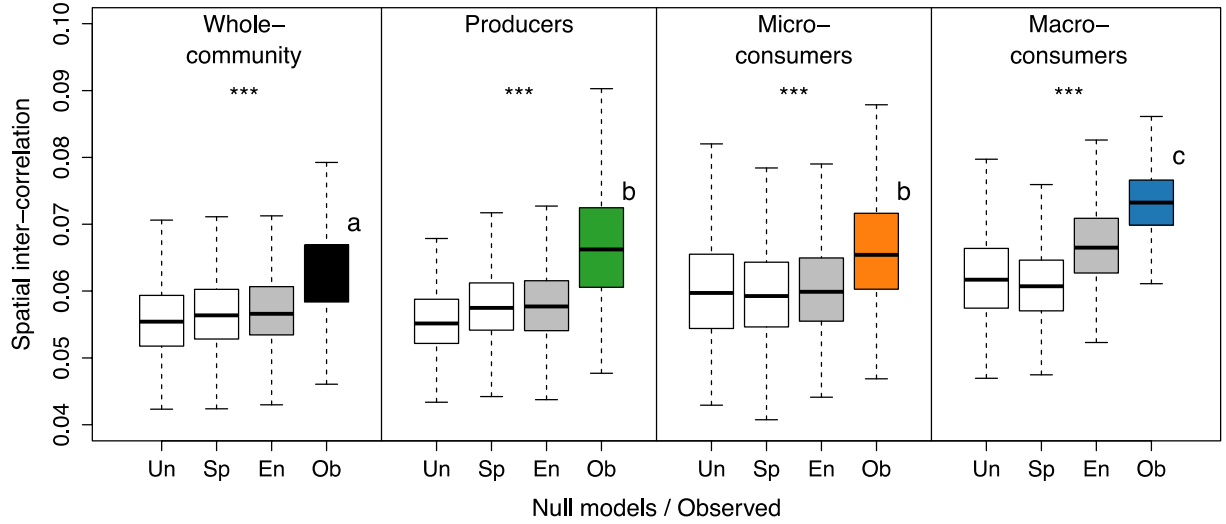 Spatial inter−correlation
0.10
0.09
0.08
0.07
0.06
0.05
0.04
Whole−
community
***
a
Un Sp En Ob
Producers
***
b
Un Sp En Ob
Micro−
consumers
***
b
Un Sp En Ob
Macro−
consumers
***
c
Un Sp En Ob
Null models / Observed